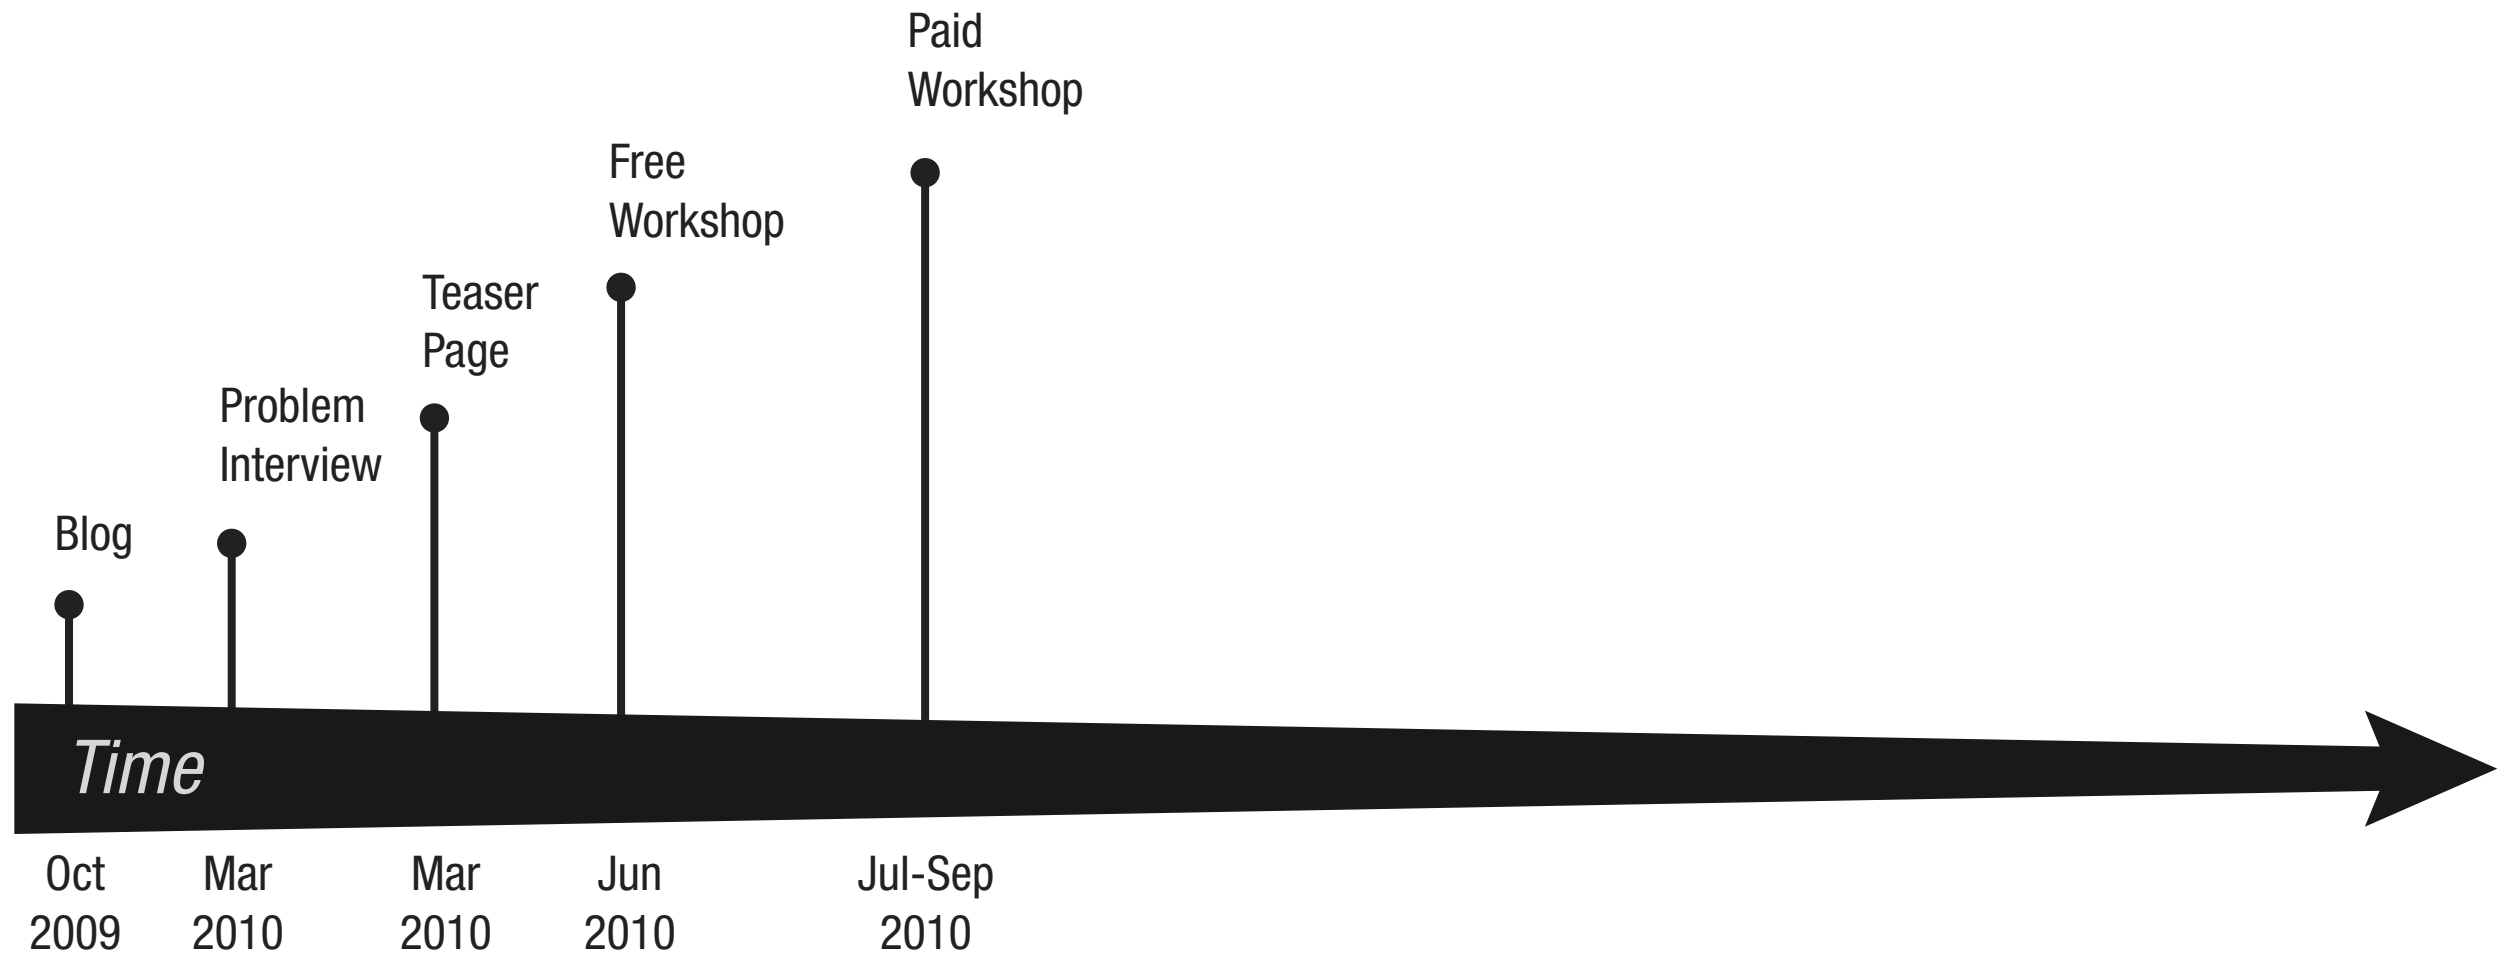 Paid
Workshop
Free
Workshop
Teaser
Page
Problem
Interview
Blog
Time
Oct
2009
Mar
2010
Mar
2010
Jun
2010
Jul-Sep
2010